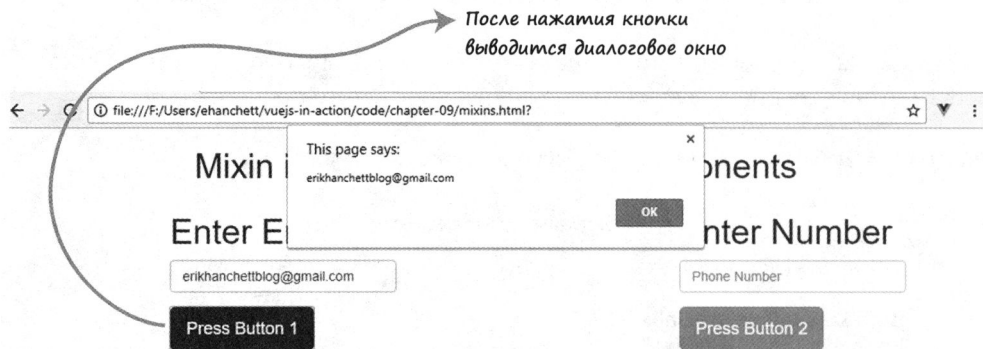 После нажатия кнопки
выводится диалоговое окно
file:///F:/Users/ehanchett/vuejs-in-action/code/chapter-09/mixins.html?
This page says:
erikhanchettblog@gmail.com
OK
Mixin i
onents
Enter E
nter Number
erikhanchettblog@gmail.com
Phone Number
Press Button 1
Press Button 2